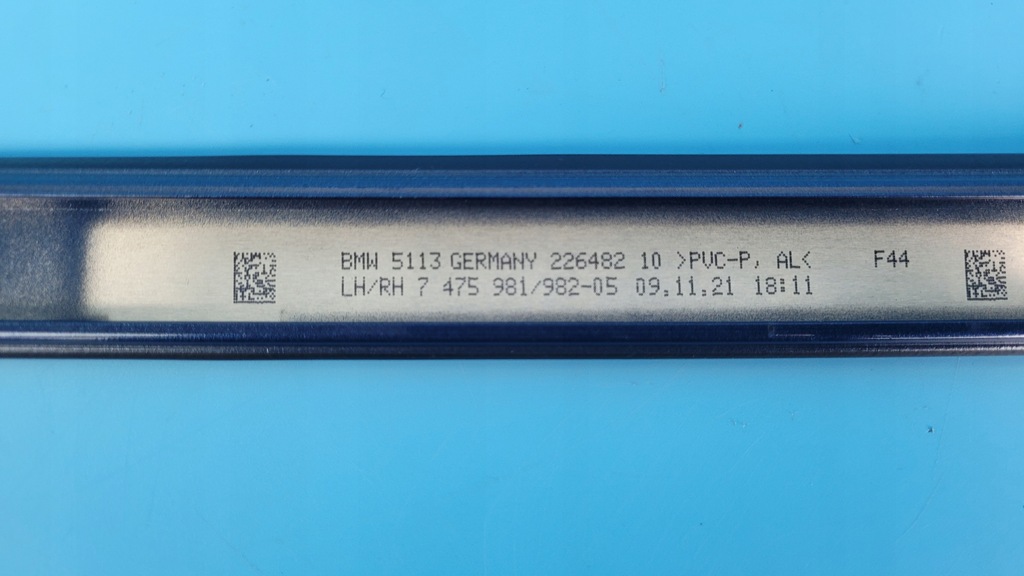 BMW 5113 GERMANY 226482 10 >PVC-P, AL< F44
LH/RH 7 475 981/982-05 09.11.21 18:11